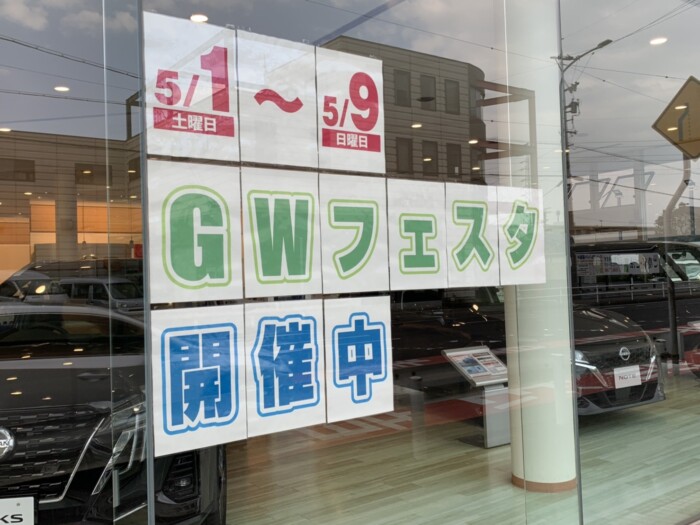 5/1 ～ 5/9
土曜日 日曜日
GWフェスタ
開催中